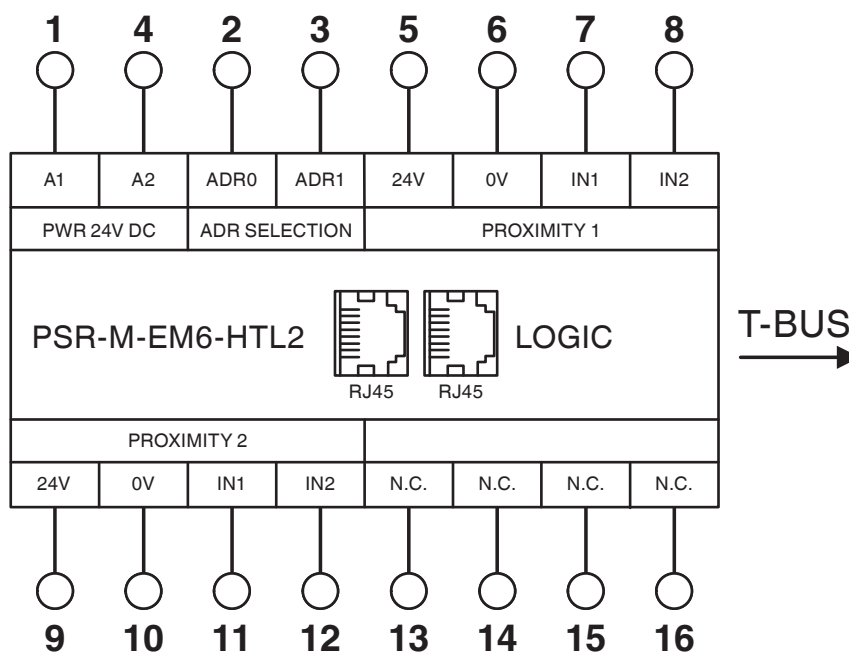 1 4 2 3 5 6 7 8
A1 A2 ADR0 ADR1 24V 0V IN1 IN2
PWR 24V DC ADR SELECTION PROXIMITY 1
PSR-M-EM6-HTL2 LOGIC T-BUS
RJ45 RJ45
PROXIMITY 2
24V 0V IN1 IN2 N.C. N.C. N.C. N.C.
9 10 11 12 13 14 15 16